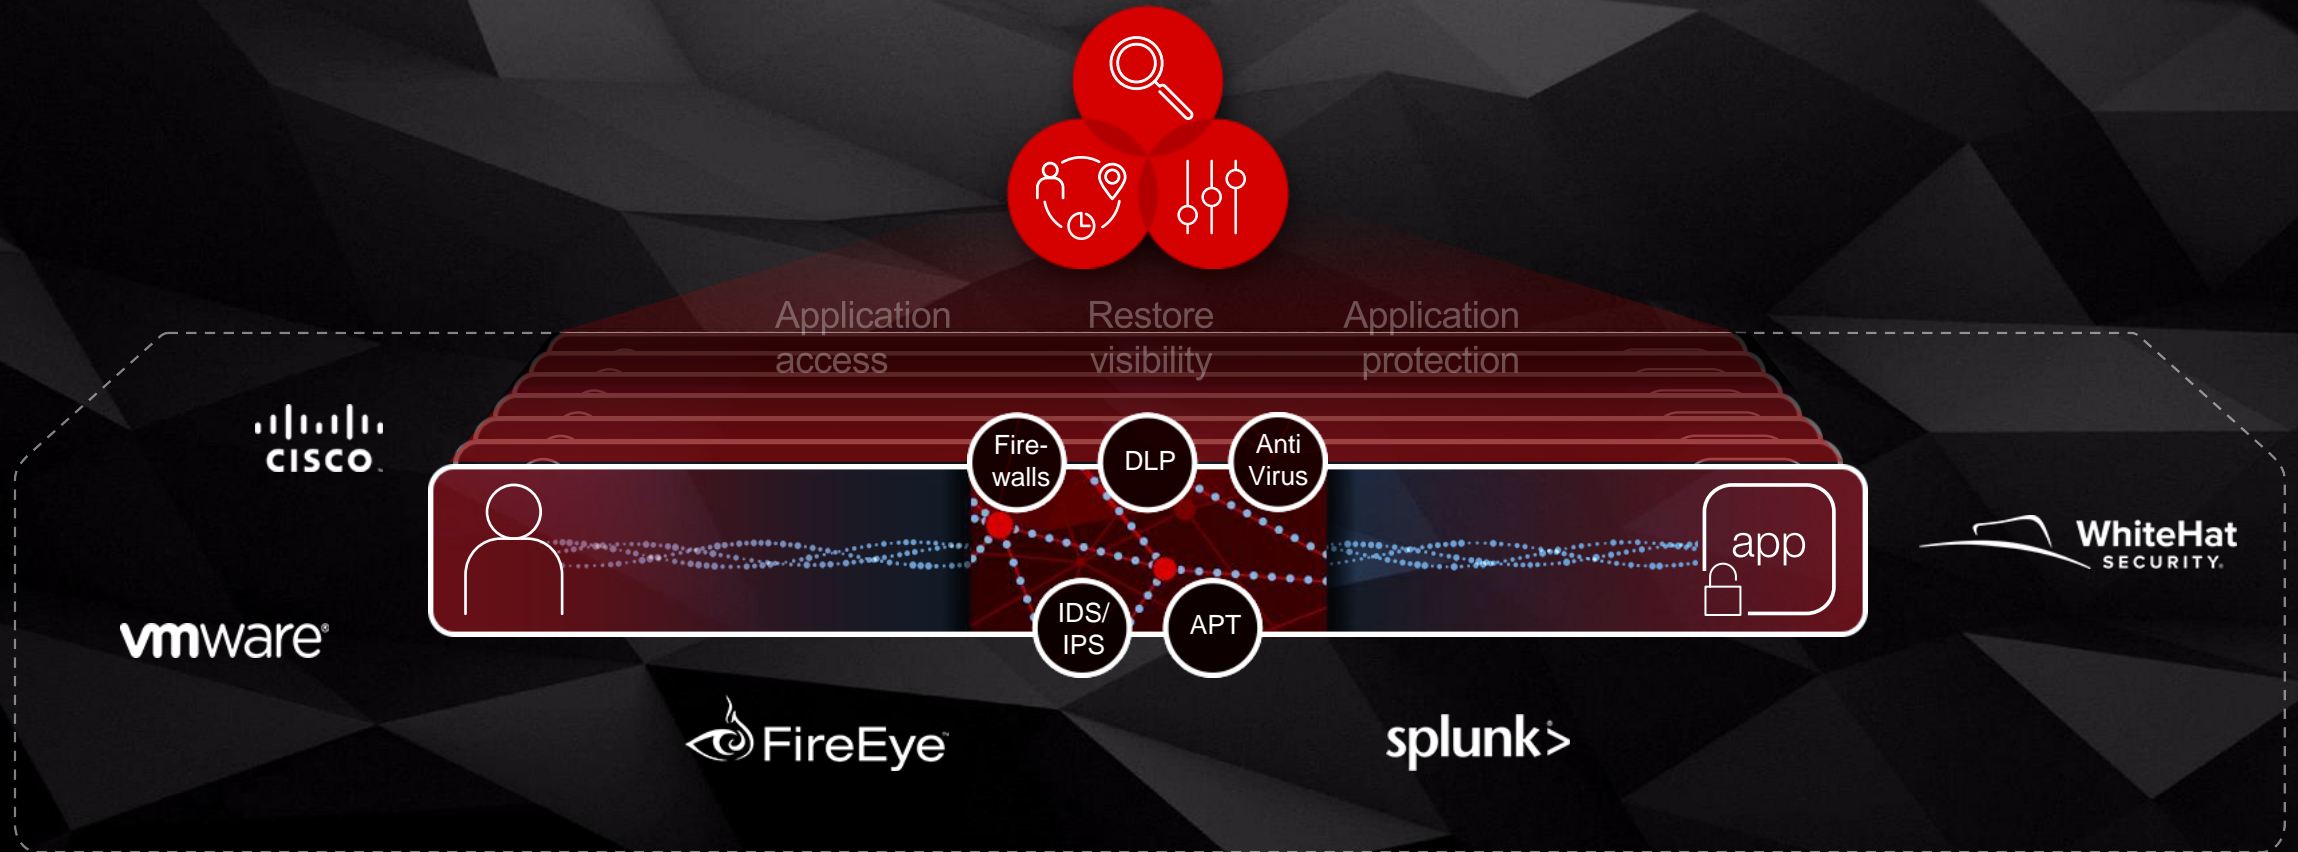 Application
access
Restore
visibility
Application
protection
CISCO
Fire-
walls
DLP
Anti
Virus
app
WhiteHat
SECURITY®
IDS/
IPS
APT
vmware®
FireEye™
splunk>